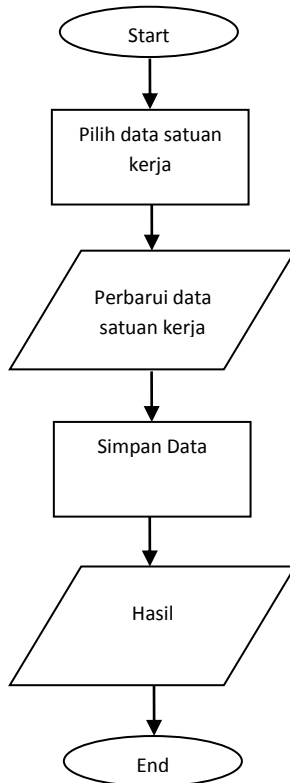 Start
Pilih data satuan
kerja
Perbarui data
satuan kerja
Simpan Data
Hasil
End